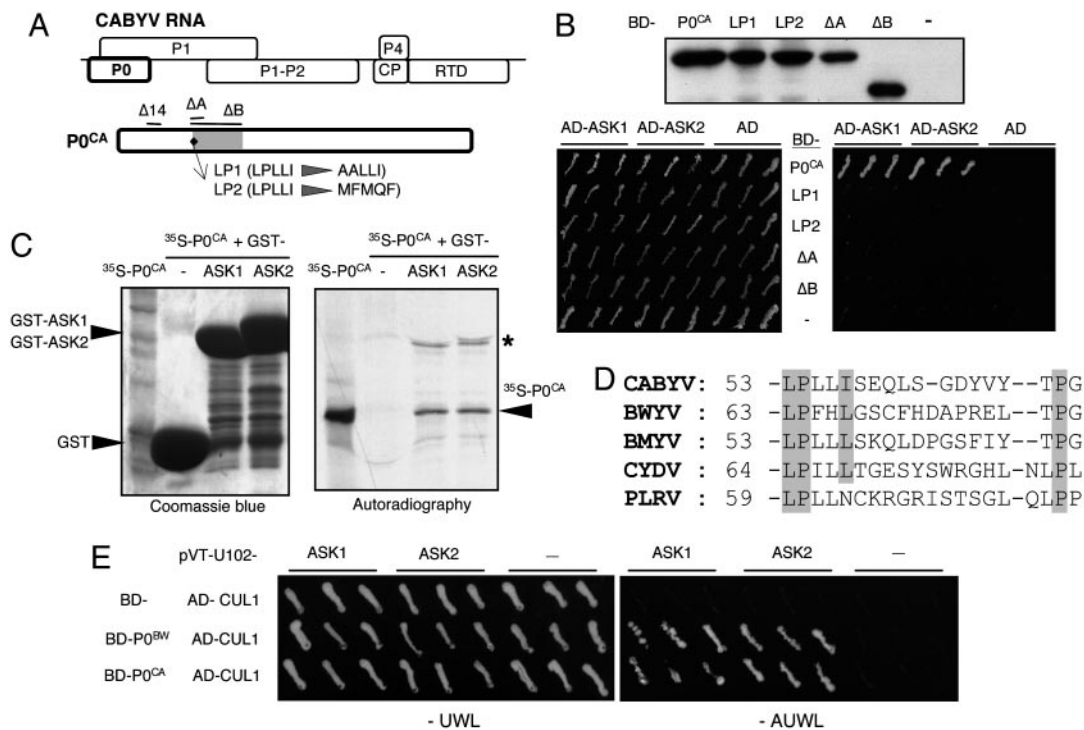 A
CABYV RNA
P1
P4
P0
P1-P2
CP
RTD
Δ14
ΔA
ΔB
P0CA
LP1 (LPLLI ▶ AALLI)
LP2 (LPLLI ▶ MFMQF)
B
BD- P0CA LP1 LP2 ΔA ΔB -
AD-ASK1 AD-ASK2 AD BD- AD-ASK1 AD-ASK2 AD
P0CA
LP1
LP2
ΔA
ΔB
-
C
35S-P0CA + GST- 35S-P0CA + GST-
35S-P0CA - ASK1 ASK2 35S-P0CA - ASK1 ASK2
GST-ASK1
GST-ASK2
*
35S-P0CA
GST
Coomassie blue Autoradiography
D
CABYV: 53 -LPLLISEQLS-GDYVY--TPG
BWYV : 63 -LPFHLGSCFHDAPREL--TPG
BMYV : 53 -LPLLLSKQLDPGSFIY--TPG
CYDV : 64 -LPILLTGESYSWRGHL-NLPL
PLRV : 59 -LPLLNCKRGRISTSGL-QLPP
E
pVT-U102- ASK1 ASK2 — ASK1 ASK2 —
BD- AD- CUL1
BD-P0BW AD-CUL1
BD-P0CA AD-CUL1
- UWL - AUWL